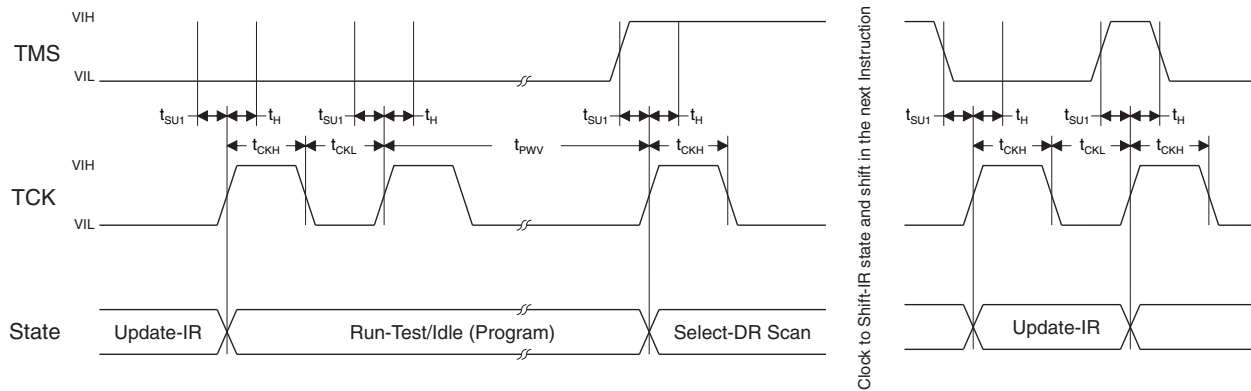 VIH
TMS
VIL
tSU1 tH tSU1 tH tSU1 tH tSU1 tH tSU1 tH
tCKH tCKL tPWV tCKH tCKH tCKL tCKH
VIH
TCK
VIL
State Update-IR Run-Test/Idle (Program) Select-DR Scan Update-IR
Clock to Shift-IR state and shift in the next Instruction